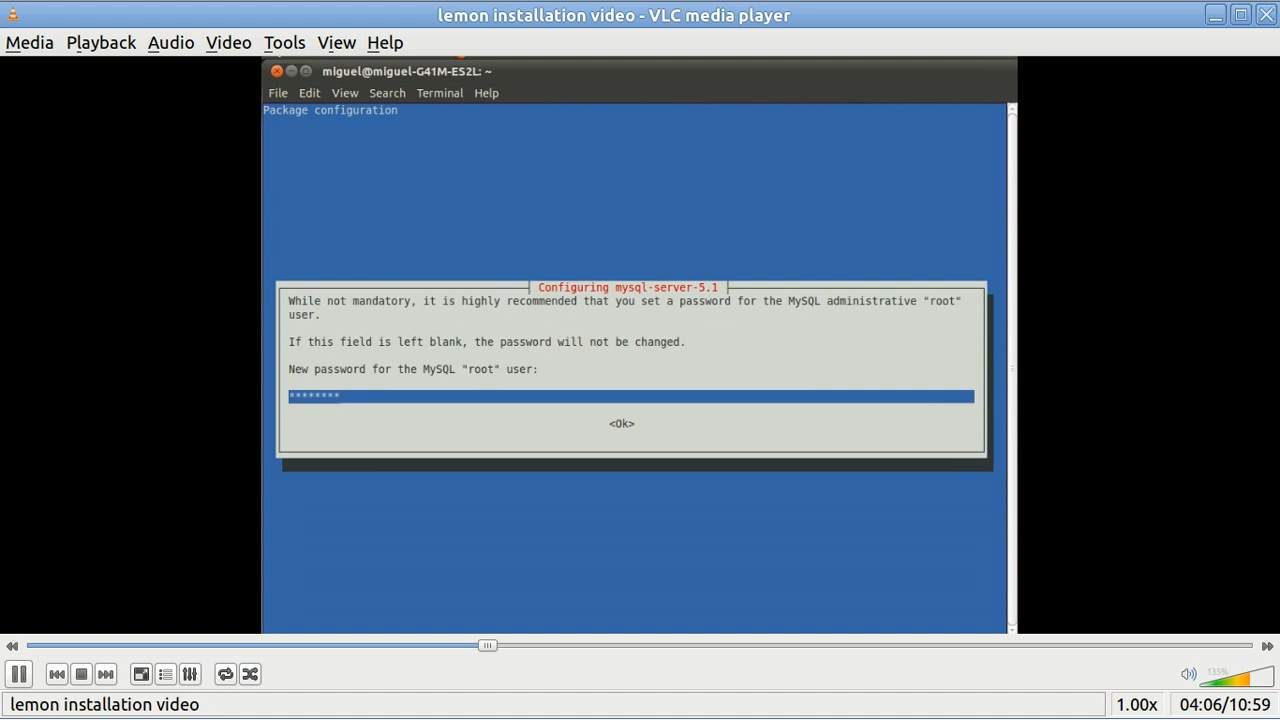 lemon installation video - VLC media player
Media Playback Audio Video Tools View Help
miguel@miguel-G41M-ES2L: ~
File Edit View Search Terminal Help
Package configuration
Configuring mysql-server-5.1
While not mandatory, it is highly recommended that you set a password for the MySQL administrative "root"
user.
If this field is left blank, the password will not be changed.
New password for the MySQL "root" user:
********
<Ok>
135%
lemon installation video
1.00x
04:06/10:59